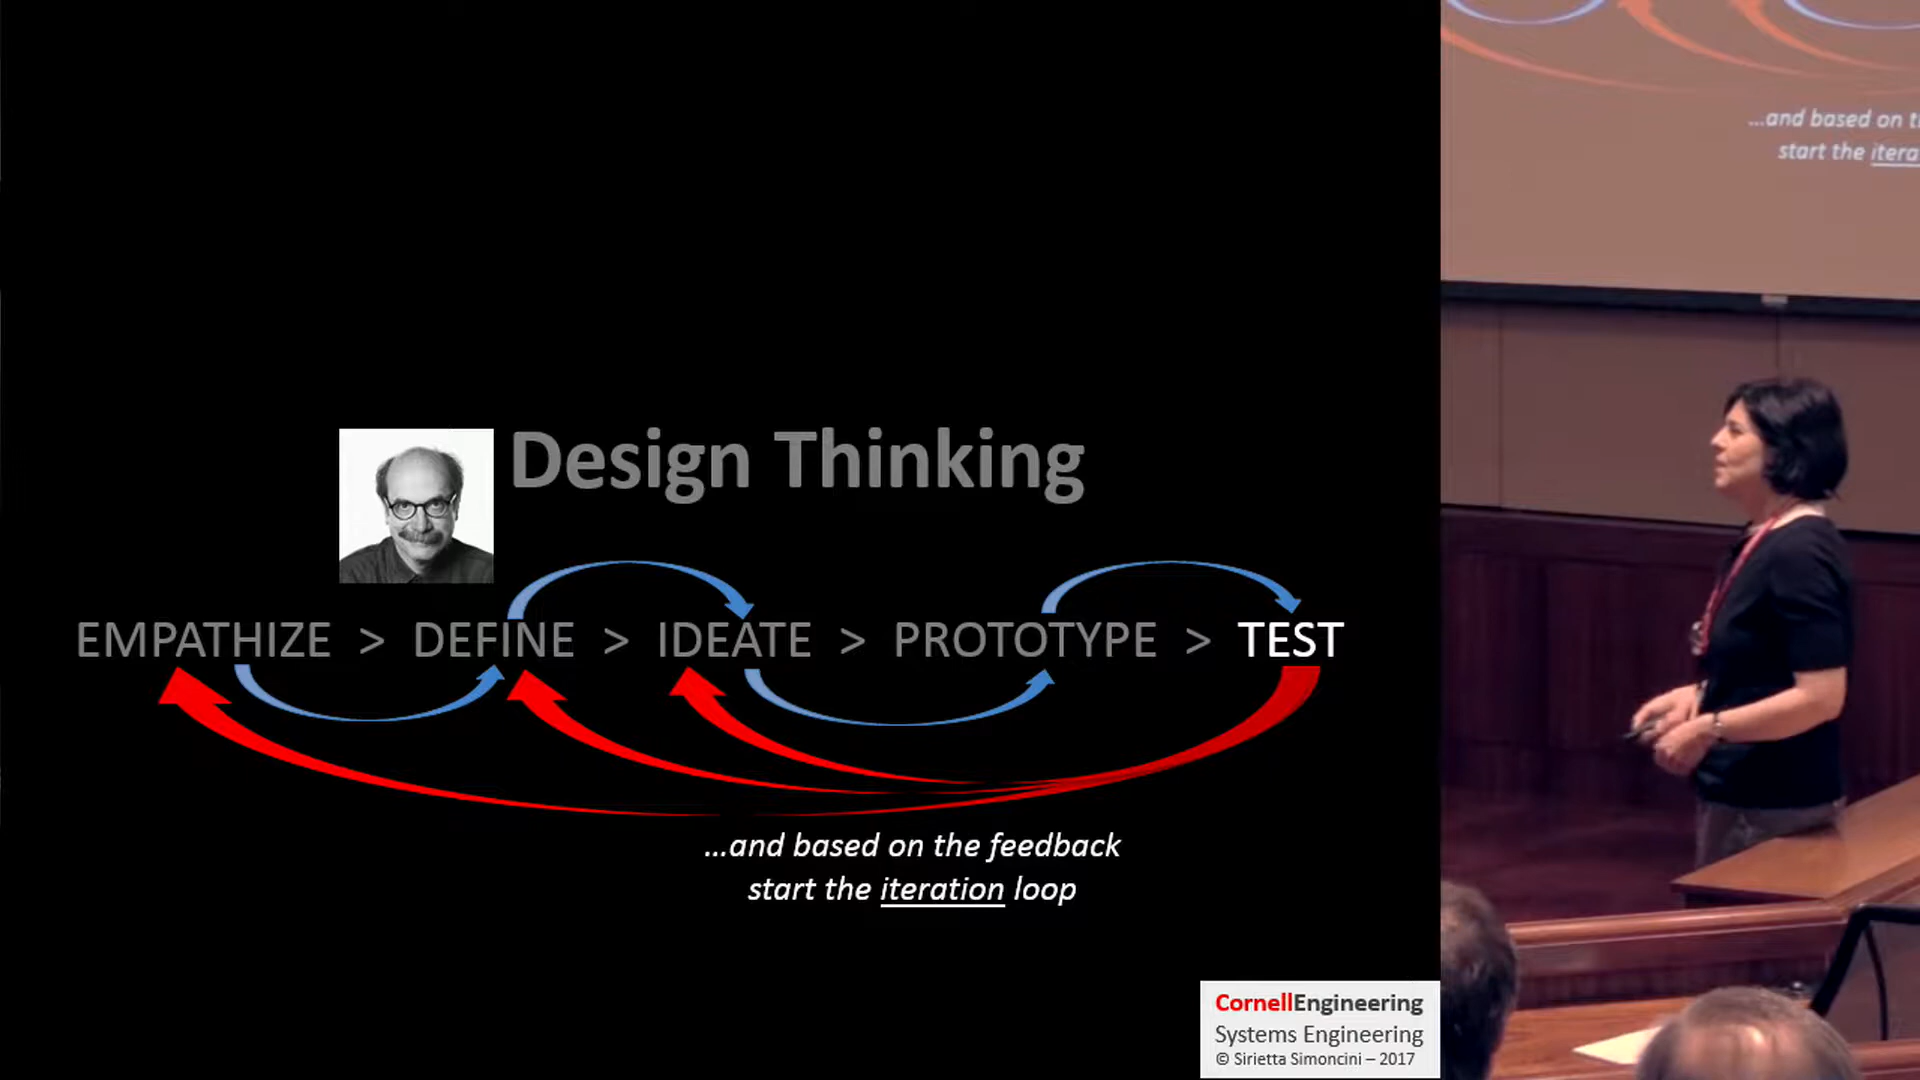 Design Thinking
EMPATHIZE > DEFINE > IDEATE > PROTOTYPE > TEST
...and based on the feedback
start the iteration loop
CornellEngineering
Systems Engineering
© Sirietta Simoncini – 2017
...and based on
start the